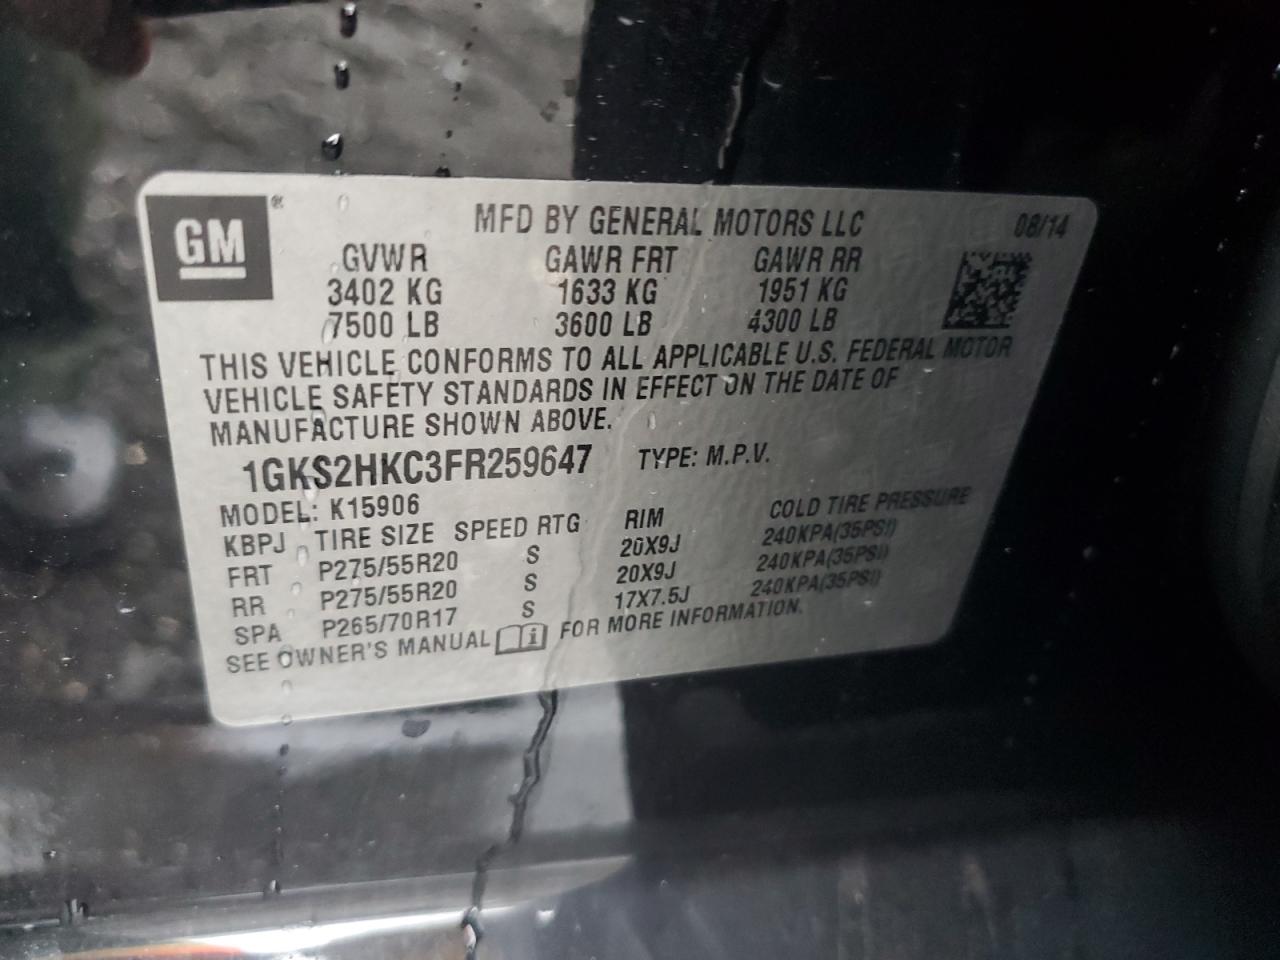 GM ® MFD BY GENERAL MOTORS LLC 08/14
GVWR GAWR FRT GAWR RR
3402 KG 1633 KG 1951 KG
7500 LB 3600 LB 4300 LB
THIS VEHICLE CONFORMS TO ALL APPLICABLE U.S. FEDERAL MOTOR
VEHICLE SAFETY STANDARDS IN EFFECT ON THE DATE OF
MANUFACTURE SHOWN ABOVE.
1GKS2HKC3FR259647 TYPE: M.P.V.
MODEL: K15906
KBPJ TIRE SIZE SPEED RTG RIM COLD TIRE PRESSURE
FRT P275/55R20 S 20X9J 240KPA(35PSI)
RR P275/55R20 S 20X9J 240KPA(35PSI)
SPA P265/70R17 S 17X7.5J 240KPA(35PSI)
SEE OWNER'S MANUAL i FOR MORE INFORMATION.